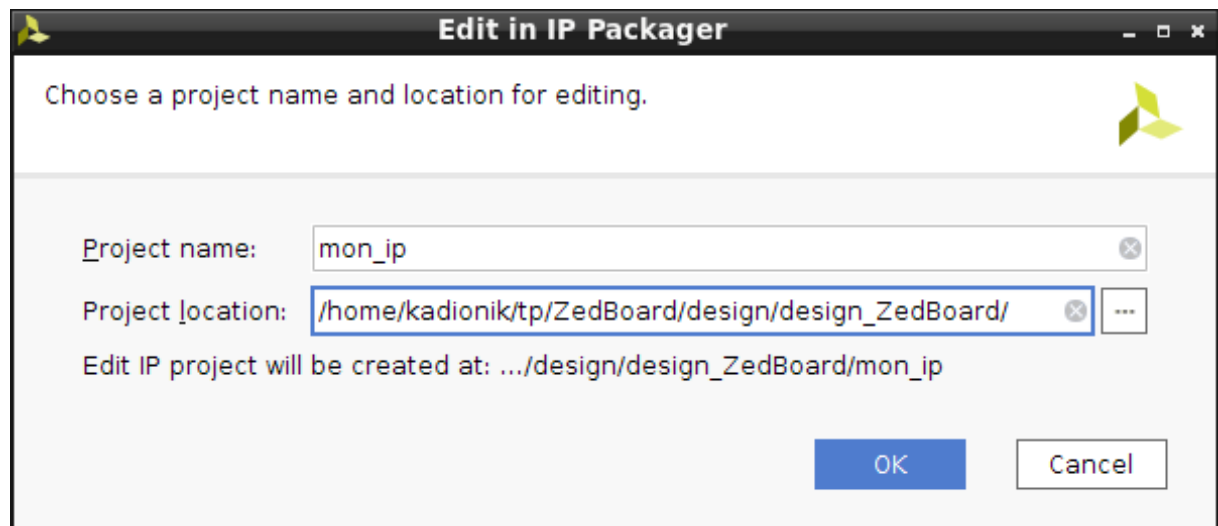 Edit in IP Packager
Choose a project name and location for editing.
Project name: mon_ip
Project location: /home/kadionik/tp/ZedBoard/design/design_ZedBoard/ ...
Edit IP project will be created at: .../design/design_ZedBoard/mon_ip
OK Cancel